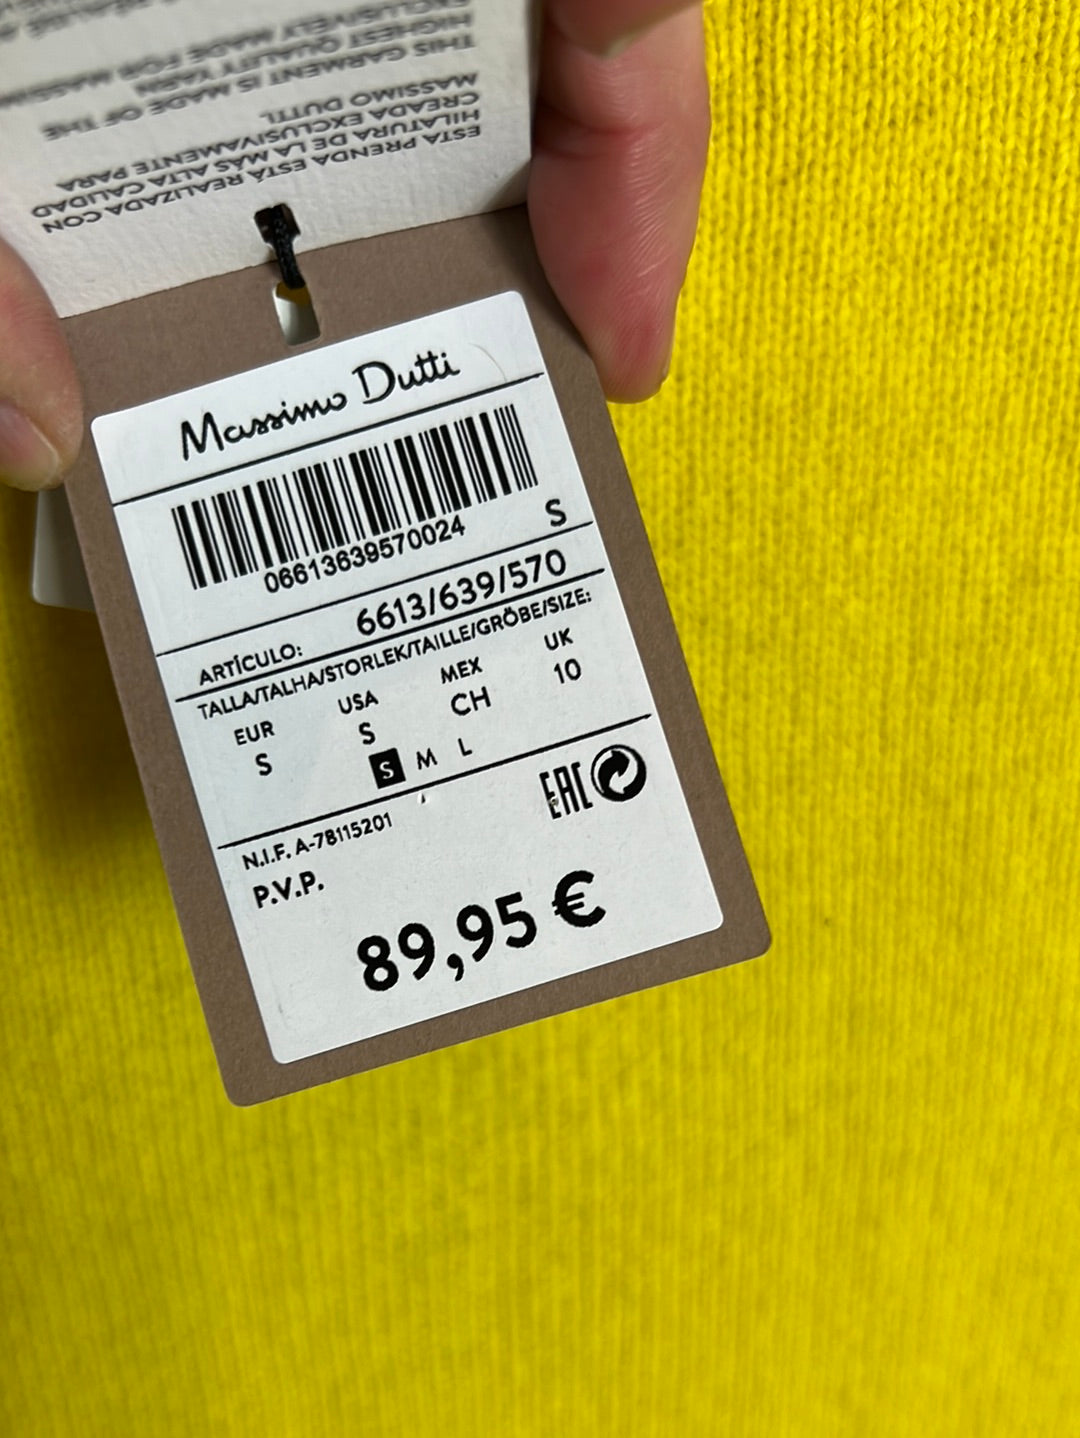 ESTA PRENDA ESTÁ REALIZADA CON
HILATURA DE LA MÁS ALTA CALIDAD
CREADA EXCLUSIVAMENTE PARA
MASSIMO DUTTI.
THIS GARMENT IS MADE OF THE
HIGHEST QUALITY YARN
EXCLUSIVELY MADE FOR MASSIMO
Massimo Dutti
06613639570024
S
ARTÍCULO: 6613/639/570
TALLA/TALHA/STORLEK/TAILLE/GRÖBE/SIZE:
EUR USA MEX UK
S S CH 10
S M L
N.I.F. A-78115201
EAC
P.V.P.
89,95 €